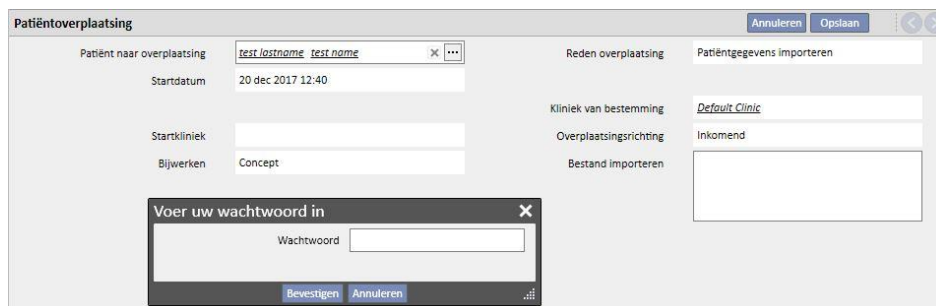 Patiëntoverplaatsing
Annuleren Opslaan
Patiënt naar overplaatsing test lastname test name Reden overplaatsing Patiëntgegevens importeren
Startdatum 20 dec 2017 12:40
Kliniek van bestemming Default Clinic
Startkliniek Overplaatsingsrichting Inkomend
Bijwerken Concept Bestand importeren
Voer uw wachtwoord in
Wachtwoord
Bevestigen Annuleren